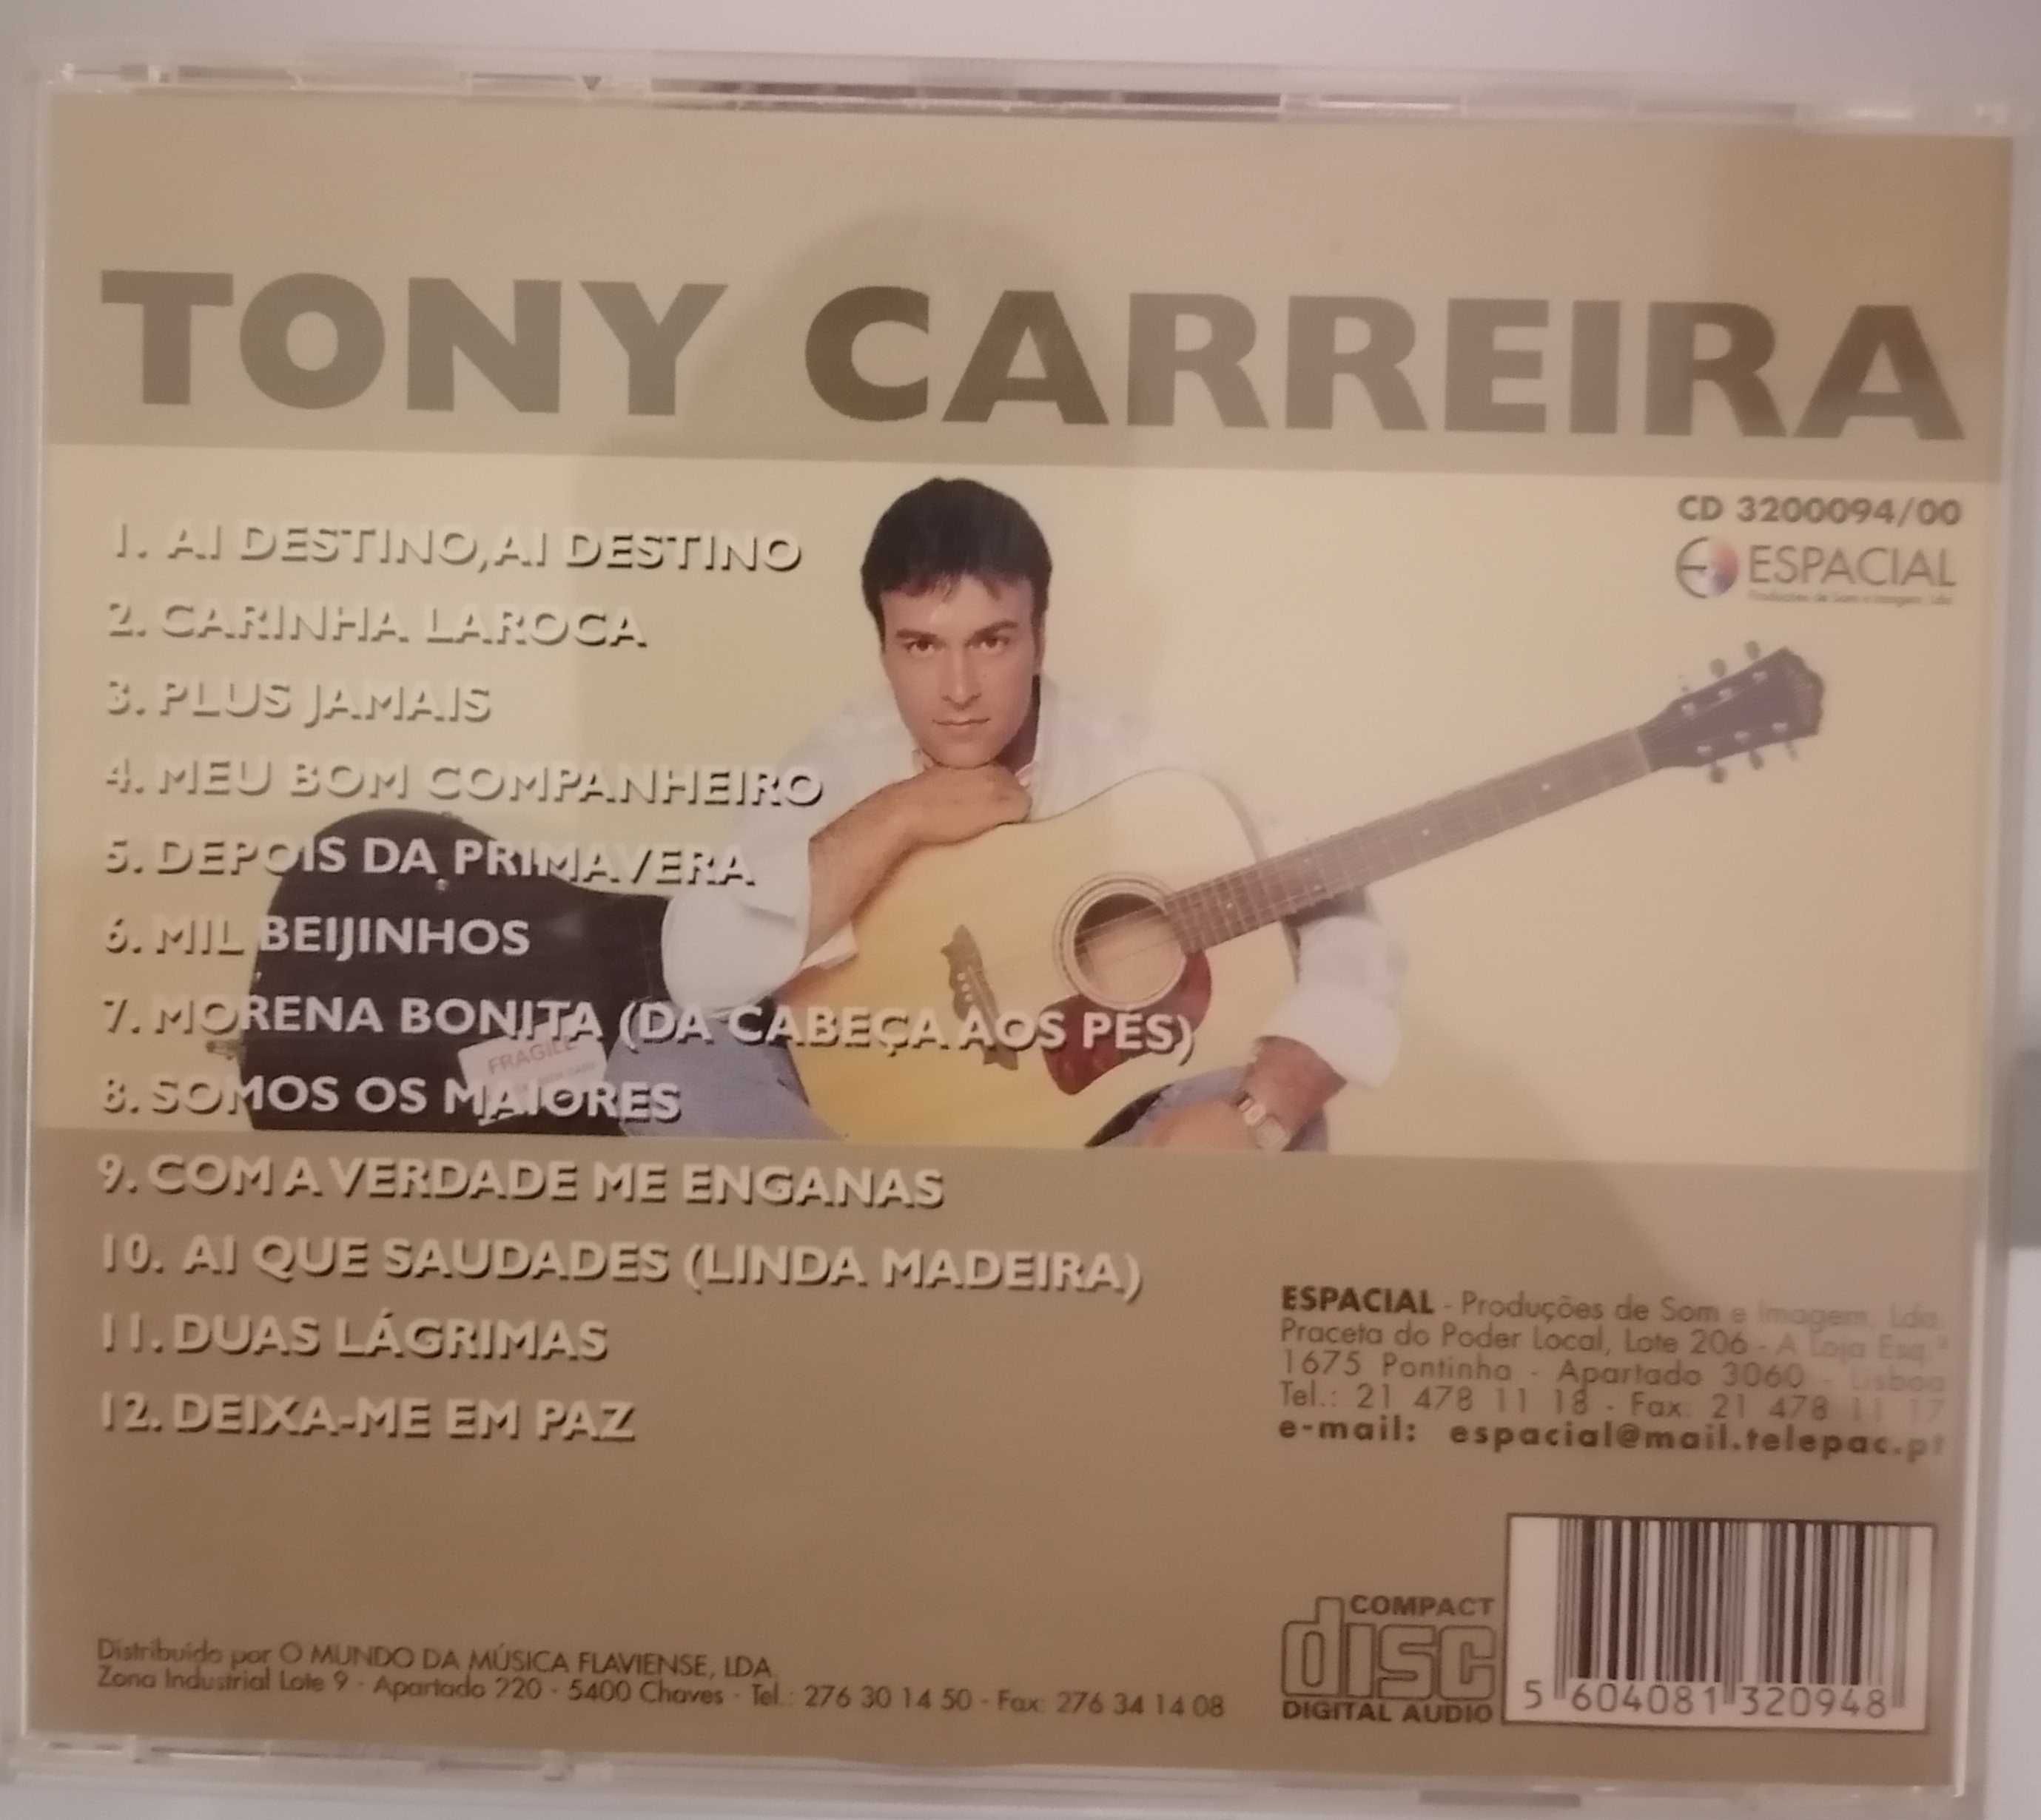 TONY CARREIRA
CD 3200094/00
ESPACIAL
Produções de Som e Imagem, Lda
1. AI DESTINO,AI DESTINO
2. CARINHA LAROCA
3. PLUS JAMAIS
4. MEU BOM COMPANHEIRO
5. DEPOIS DA PRIMAVERA
6. MIL BEIJINHOS
7. MORENA BONITA (DA CABEÇA AOS PÉS)
FRAGILE
8. SOMOS OS MAIORES
9. COM A VERDADE ME ENGANAS
10. AI QUE SAUDADES (LINDA MADEIRA)
11. DUAS LÁGRIMAS
12. DEIXA-ME EM PAZ
ESPACIAL - Produções de Som e Imagem, Lda.
Praceta do Poder Local, Lote 206 - A Loja Esq.ª
1675 Pontinha - Apartado 3060 - Lisboa
Tel.: 21 478 11 18 - Fax: 21 478 11 17
e-mail: espacial@mail.telepac.pt
Distribuido por O MUNDO DA MÚSICA FLAVIENSE, LDA.
Zona Industrial Lote 9 - Apartado 220 - 5400 Chaves - Tel.: 276 30 14 50 - Fax: 276 34 14 08
COMPACT
disc
DIGITAL AUDIO
5 604081 320948